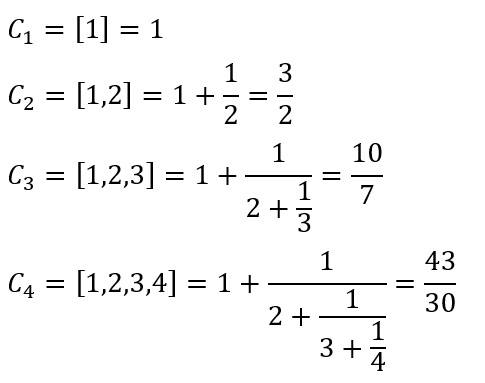 C₁ = [1] = 1
C₂ = [1,2] = 1 + 1/2 = 3/2
C₃ = [1,2,3] = 1 + 1/(2 + 1/3) = 10/7
C₄ = [1,2,3,4] = 1 + 1/(2 + 1/(3 + 1/4)) = 43/30